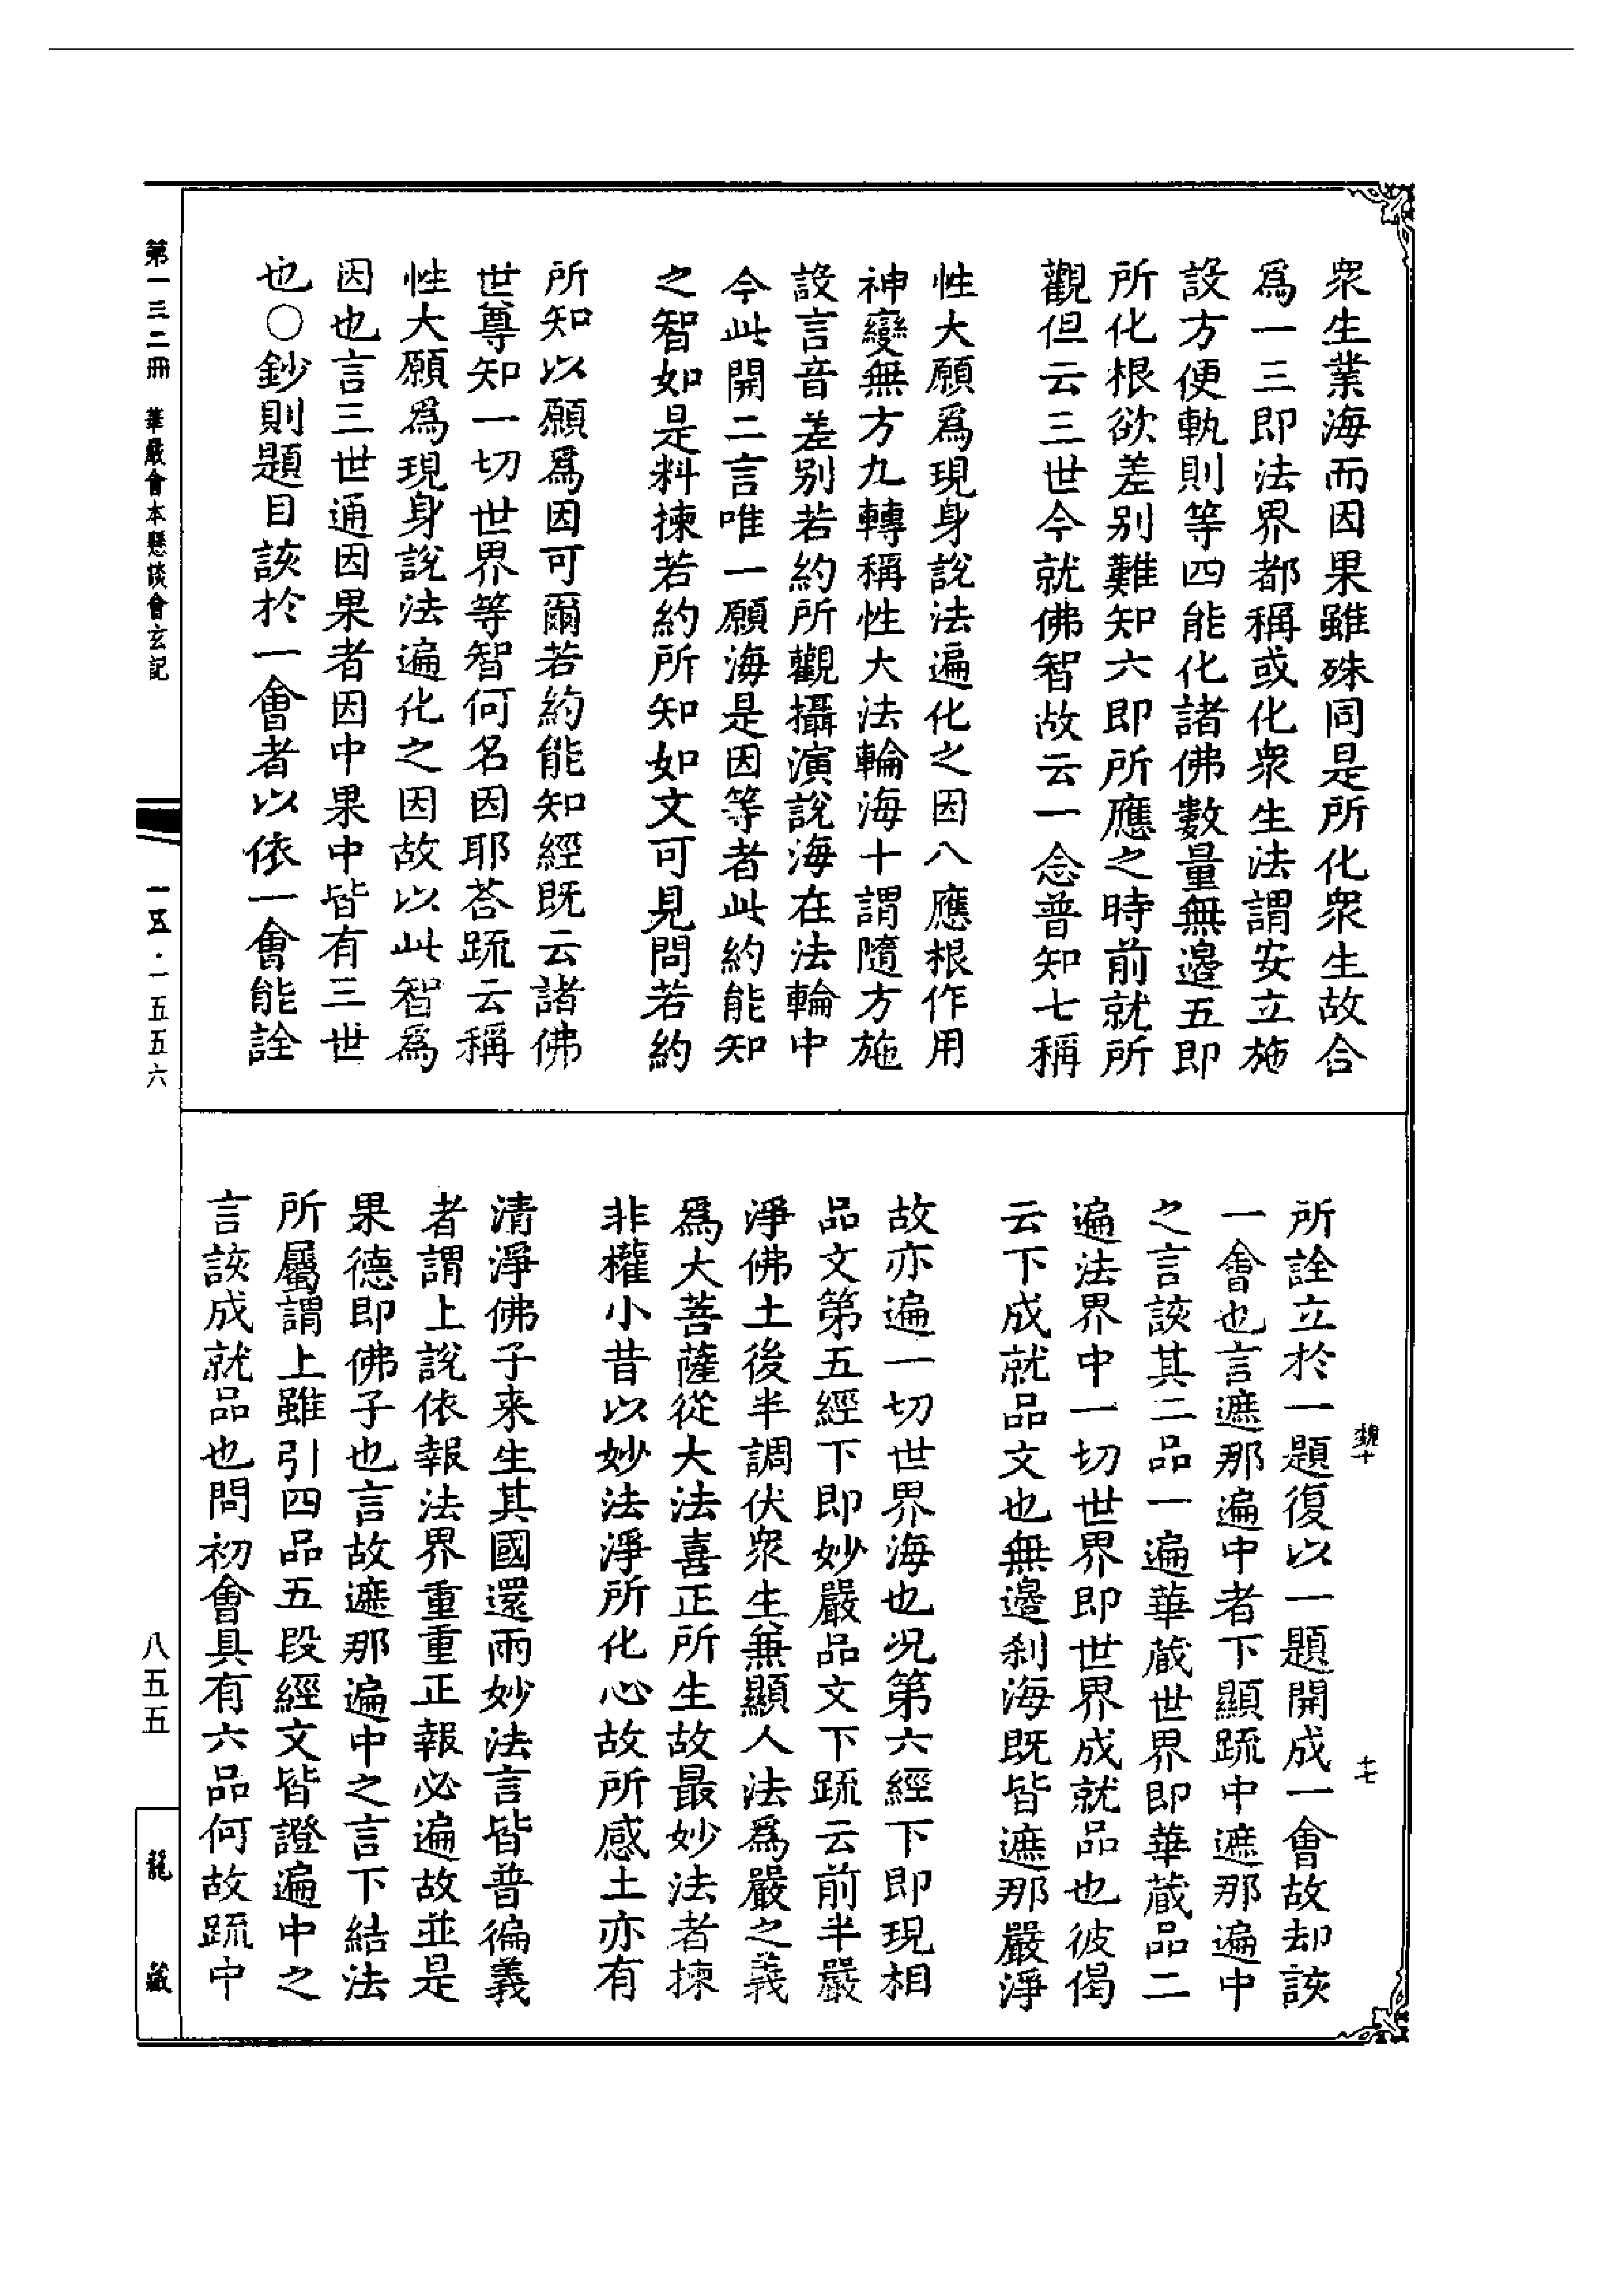 衆生業海而因果雖殊同是所化衆生故合
爲一三即法界都稱或化衆生法謂安立施
設方便軌則等四能化諸佛數量無邊五即
所化根欲差别難知六即所應之時前就所
觀但云三世今就佛智故云一念普知七稱
性大願爲現身說法遍化之因八應根作用
神變無方九轉稱性大法輪海十謂隨方施
設言音差别若約所觀攝演說海在法輪中
今此開二言唯一願海是因等者此約能知
之智如是料揀若約所知如文可見問若約
所知以願爲因可爾若約能知經既云諸佛
世尊知一切世界等智何名因耶荅䟽云稱
性大願爲現身說法遍化之因故以此智爲
因也言三世通因果者因中果中皆有三世
也○鈔則題目該於一會者以依一會能詮
所詮立於一題復以一題開成一會故却該
一會也言遮那遍中者下顯䟽中遮那遍中
之言該其二品一遍華蔵世界即華蔵品二
遍法界中一切世界即世界成就品也彼偈
云下成就品文也無邊刹海既皆遮那嚴淨
故亦遍一切世界海也况第六經下即現相
品文第五經下即妙嚴品文下䟽云前半嚴
淨佛土後半調伏衆生兼顯人法爲嚴之義
爲大菩薩從大法喜正所生故最妙法者揀
非權小昔以妙法淨所化心故所感土亦有
清淨佛子来生其國還雨妙法言皆普徧義
者謂上說依報法界重重正報必遍故並是
果德即佛子也言故遮那遍中之言下結法
所屬謂上雖引四品五段經文皆證遍中之
言該成就品也問初會具有六品何故䟽中
魏十
十七
第一三二冊 華嚴會本懸談會玄記
一五·一五五六
八五五
龍藏